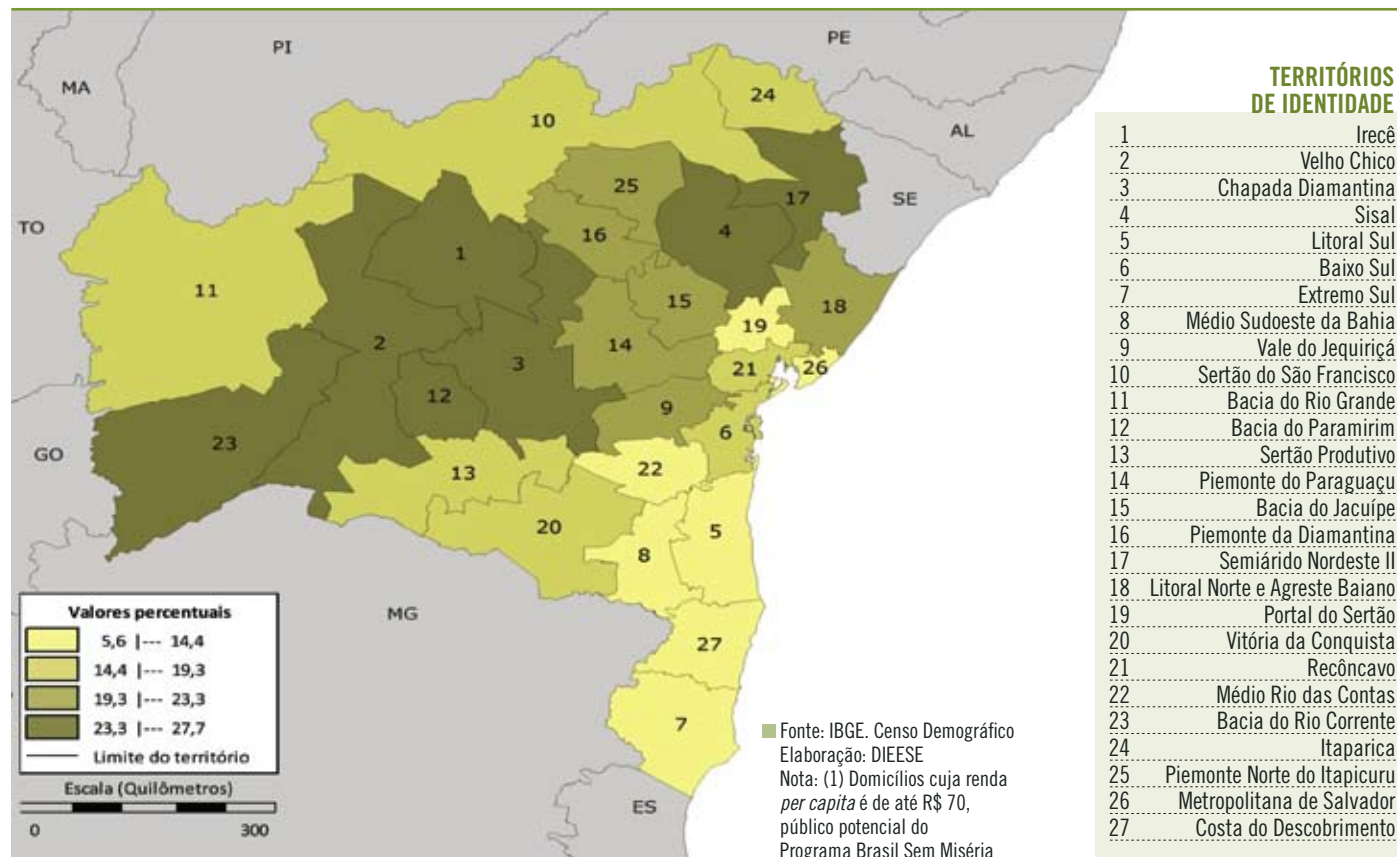 PI
PE
MA
AL
TO
SE
GO
MG
ES
24
10
25
17
16
4
1
11
15
18
19
2
14
3
21
26
12
9
23
6
22
13
20
5
8
27
7
Valores percentuais
5,6 |--- 14,4
14,4 |--- 19,3
19,3 |--- 23,3
23,3 |--- 27,7
Limite do território
Escala (Quilômetros)
0 300
Fonte: IBGE. Censo Demográfico
Elaboração: DIEESE
Nota: (1) Domicílios cuja renda
per capita é de até R$ 70,
público potencial do
Programa Brasil Sem Miséria
TERRITÓRIOS
DE IDENTIDADE
1 Irecê
2 Velho Chico
3 Chapada Diamantina
4 Sisal
5 Litoral Sul
6 Baixo Sul
7 Extremo Sul
8 Médio Sudoeste da Bahia
9 Vale do Jequiriçá
10 Sertão do São Francisco
11 Bacia do Rio Grande
12 Bacia do Paramirim
13 Sertão Produtivo
14 Piemonte do Paraguaçu
15 Bacia do Jacuípe
16 Piemonte da Diamantina
17 Semiárido Nordeste II
18 Litoral Norte e Agreste Baiano
19 Portal do Sertão
20 Vitória da Conquista
21 Recôncavo
22 Médio Rio das Contas
23 Bacia do Rio Corrente
24 Itaparica
25 Piemonte Norte do Itapicuru
26 Metropolitana de Salvador
27 Costa do Descobrimento